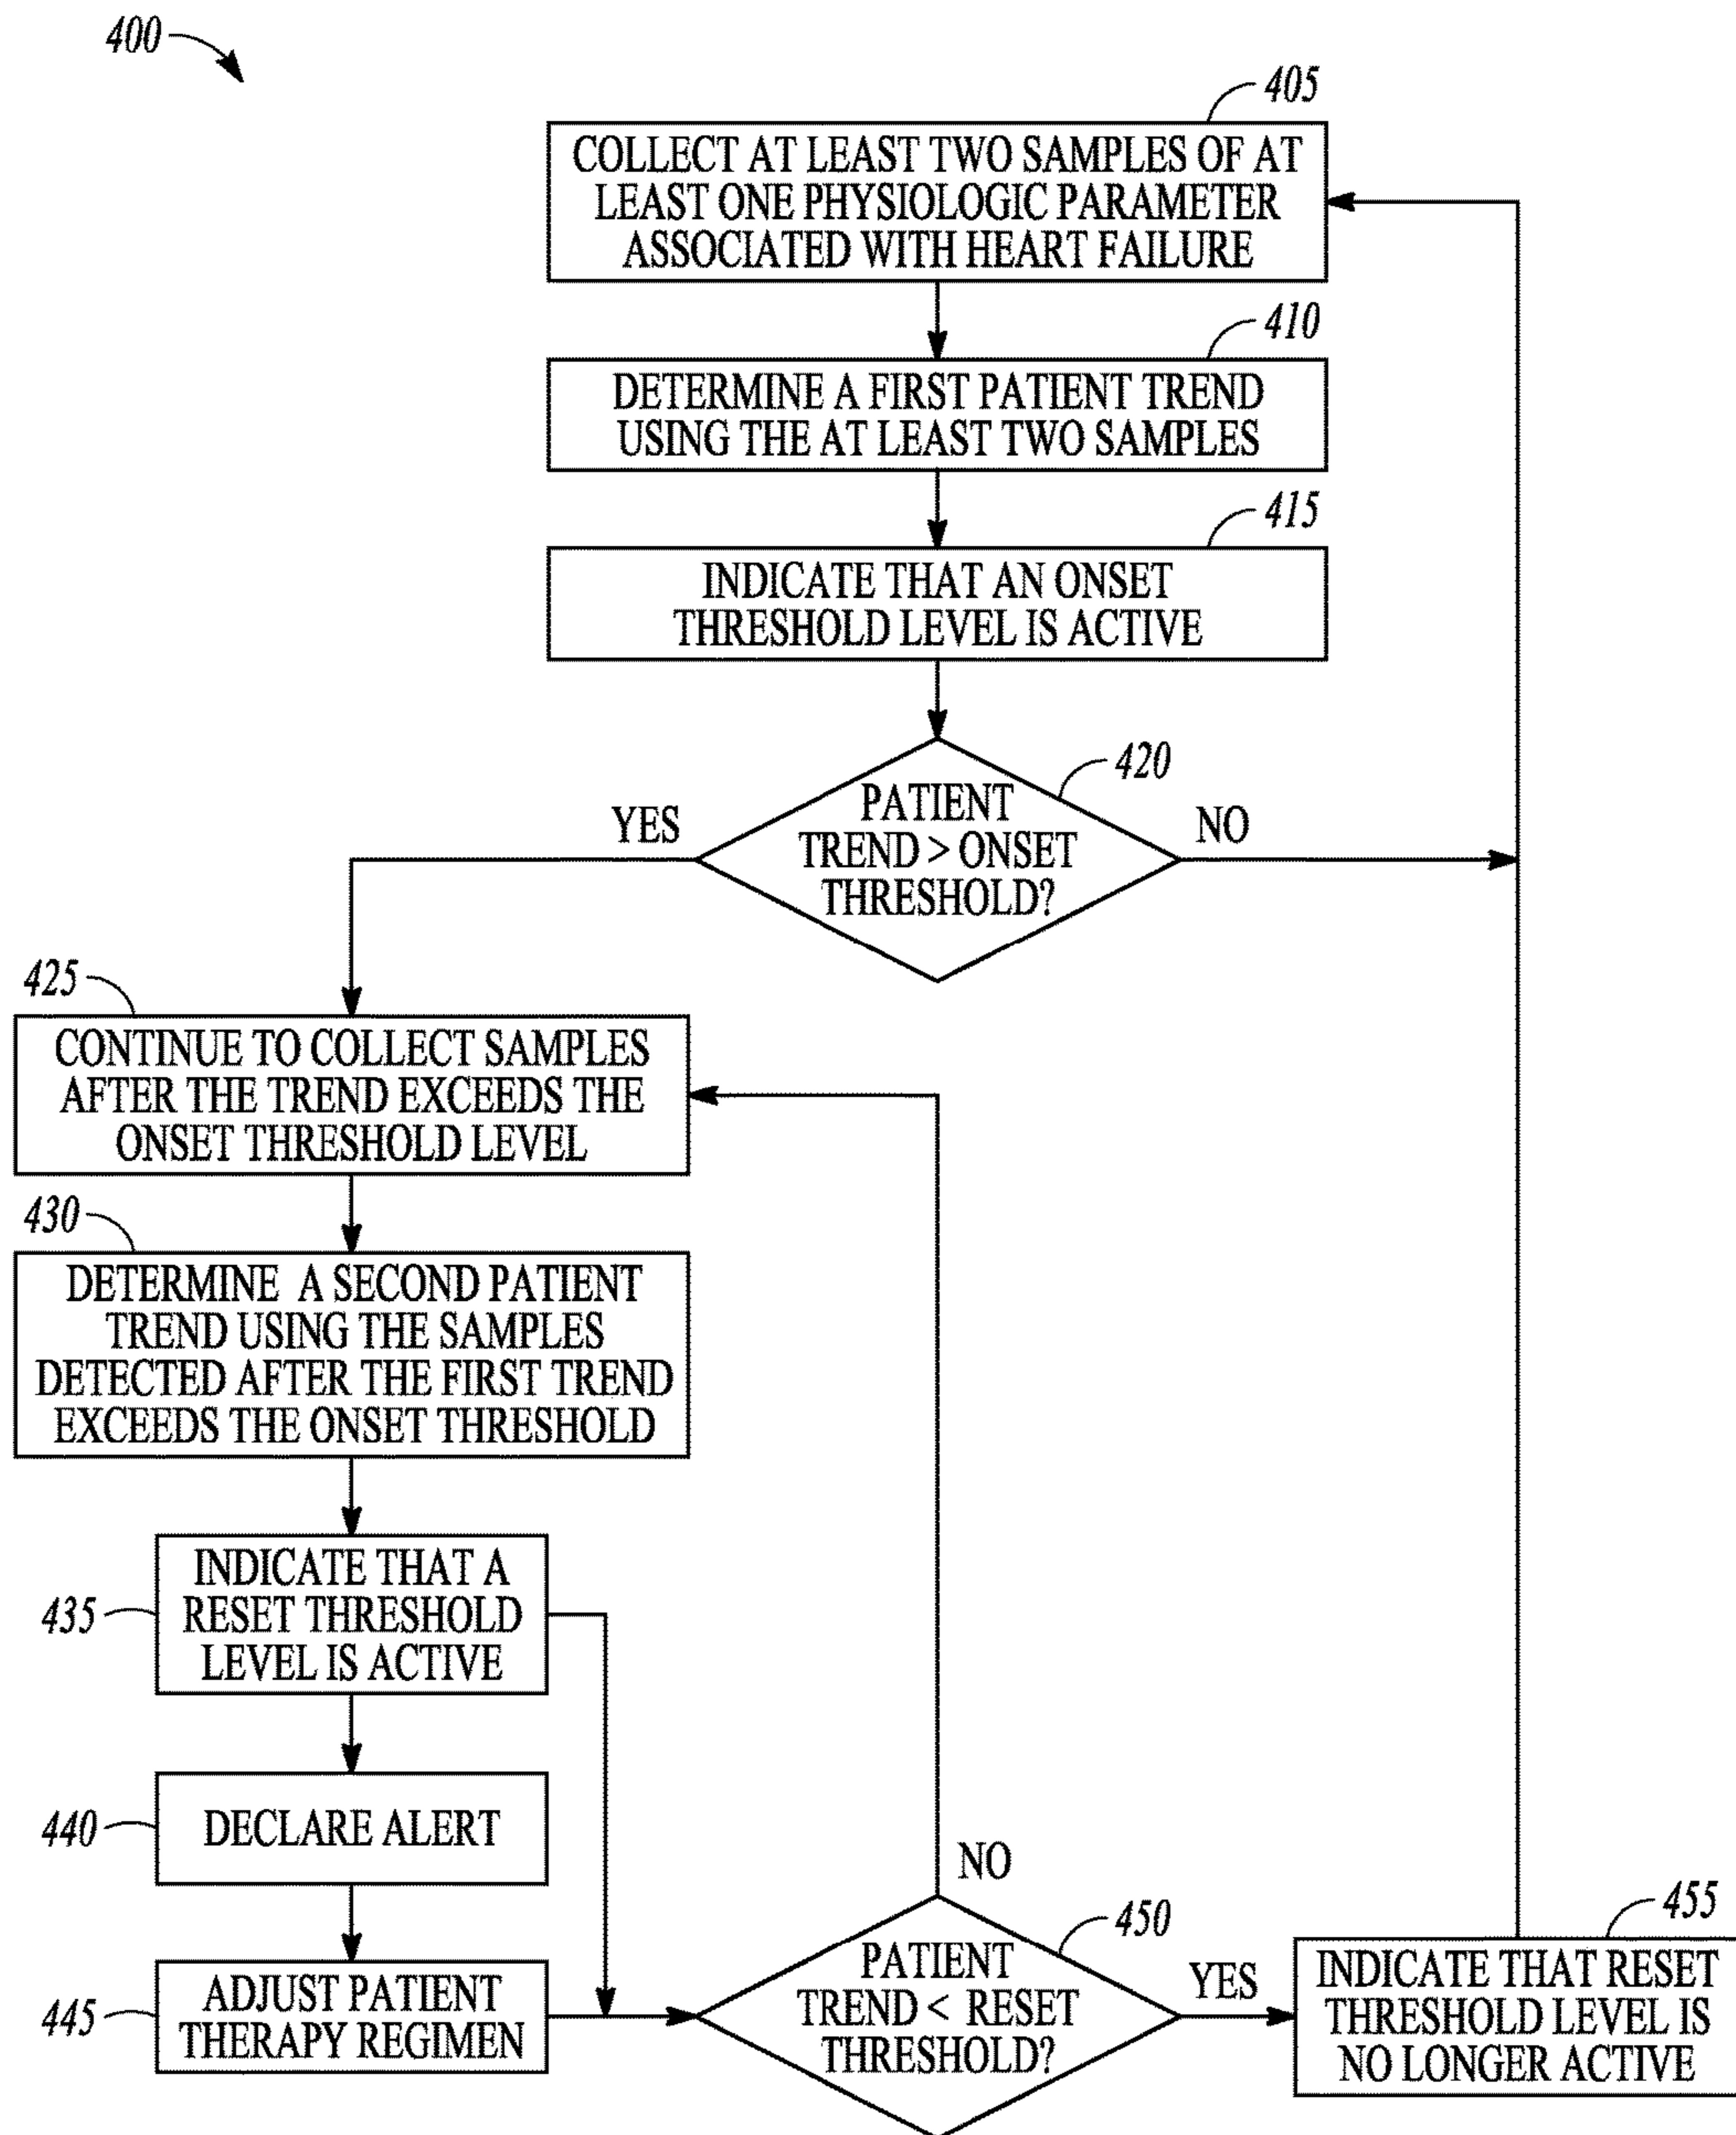 400
405
COLLECT AT LEAST TWO SAMPLES OF AT
LEAST ONE PHYSIOLOGIC PARAMETER
ASSOCIATED WITH HEART FAILURE
410
DETERMINE A FIRST PATIENT TREND
USING THE AT LEAST TWO SAMPLES
415
INDICATE THAT AN ONSET
THRESHOLD LEVEL IS ACTIVE
420
PATIENT
TREND > ONSET
THRESHOLD?
YES
NO
425
CONTINUE TO COLLECT SAMPLES
AFTER THE TREND EXCEEDS THE
ONSET THRESHOLD LEVEL
430
DETERMINE A SECOND PATIENT
TREND USING THE SAMPLES
DETECTED AFTER THE FIRST TREND
EXCEEDS THE ONSET THRESHOLD
435
INDICATE THAT A
RESET THRESHOLD
LEVEL IS ACTIVE
440
DECLARE ALERT
445
ADJUST PATIENT
THERAPY REGIMEN
NO
450
PATIENT
TREND < RESET
THRESHOLD?
YES
455
INDICATE THAT RESET
THRESHOLD LEVEL IS
NO LONGER ACTIVE